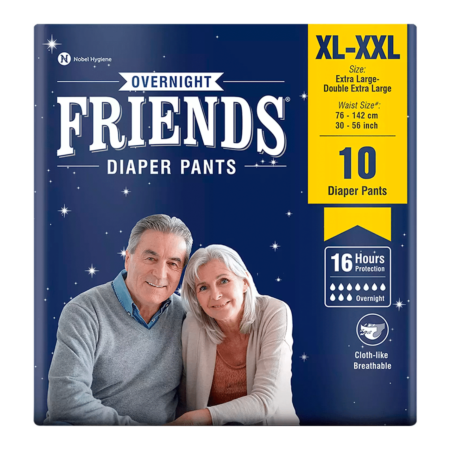 N Nobel Hygiene
OVERNIGHT
FRIENDS®
DIAPER PANTS
XL-XXL
Size:
Extra Large-
Double Extra Large
Waist Size*:
76 - 142 cm
30 - 56 inch
10
Diaper Pants
16 Hours
Protection
Overnight
Cloth-like
Breathable